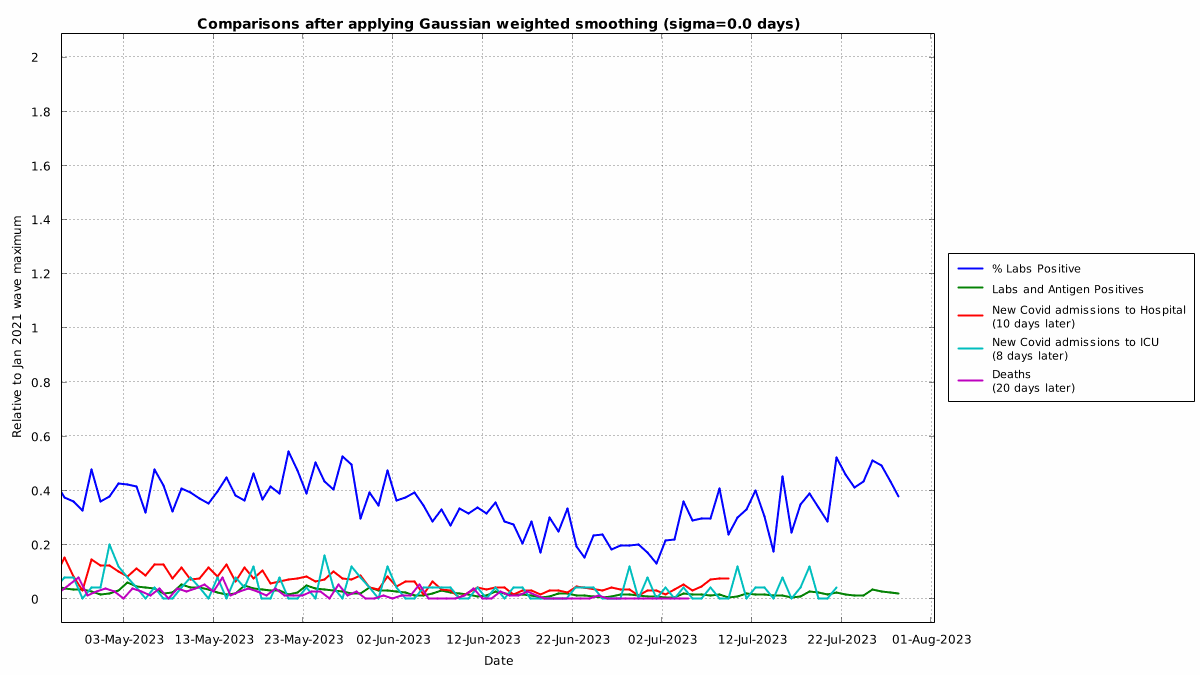 Comparisons after applying Gaussian weighted smoothing (sigma=0.0 days)
Relative to Jan 2021 wave maximum
2
1.8
1.6
1.4
1.2
1
0.8
0.6
0.4
0.2
0
03-May-2023 13-May-2023 23-May-2023 02-Jun-2023 12-Jun-2023 22-Jun-2023 02-Jul-2023 12-Jul-2023 22-Jul-2023 01-Aug-2023
Date
% Labs Positive
Labs and Antigen Positives
New Covid admissions to Hospital
(10 days later)
New Covid admissions to ICU
(8 days later)
Deaths
(20 days later)